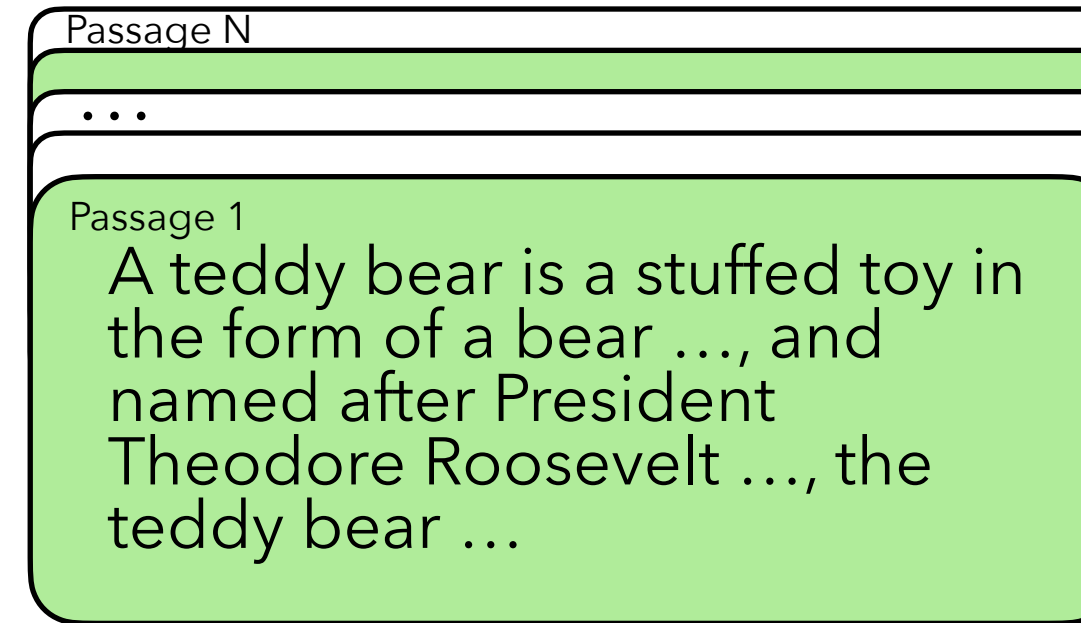 Passage N
...
Passage 1
A teddy bear is a stuffed toy in
the form of a bear …, and
named after President
Theodore Roosevelt …, the
teddy bear …